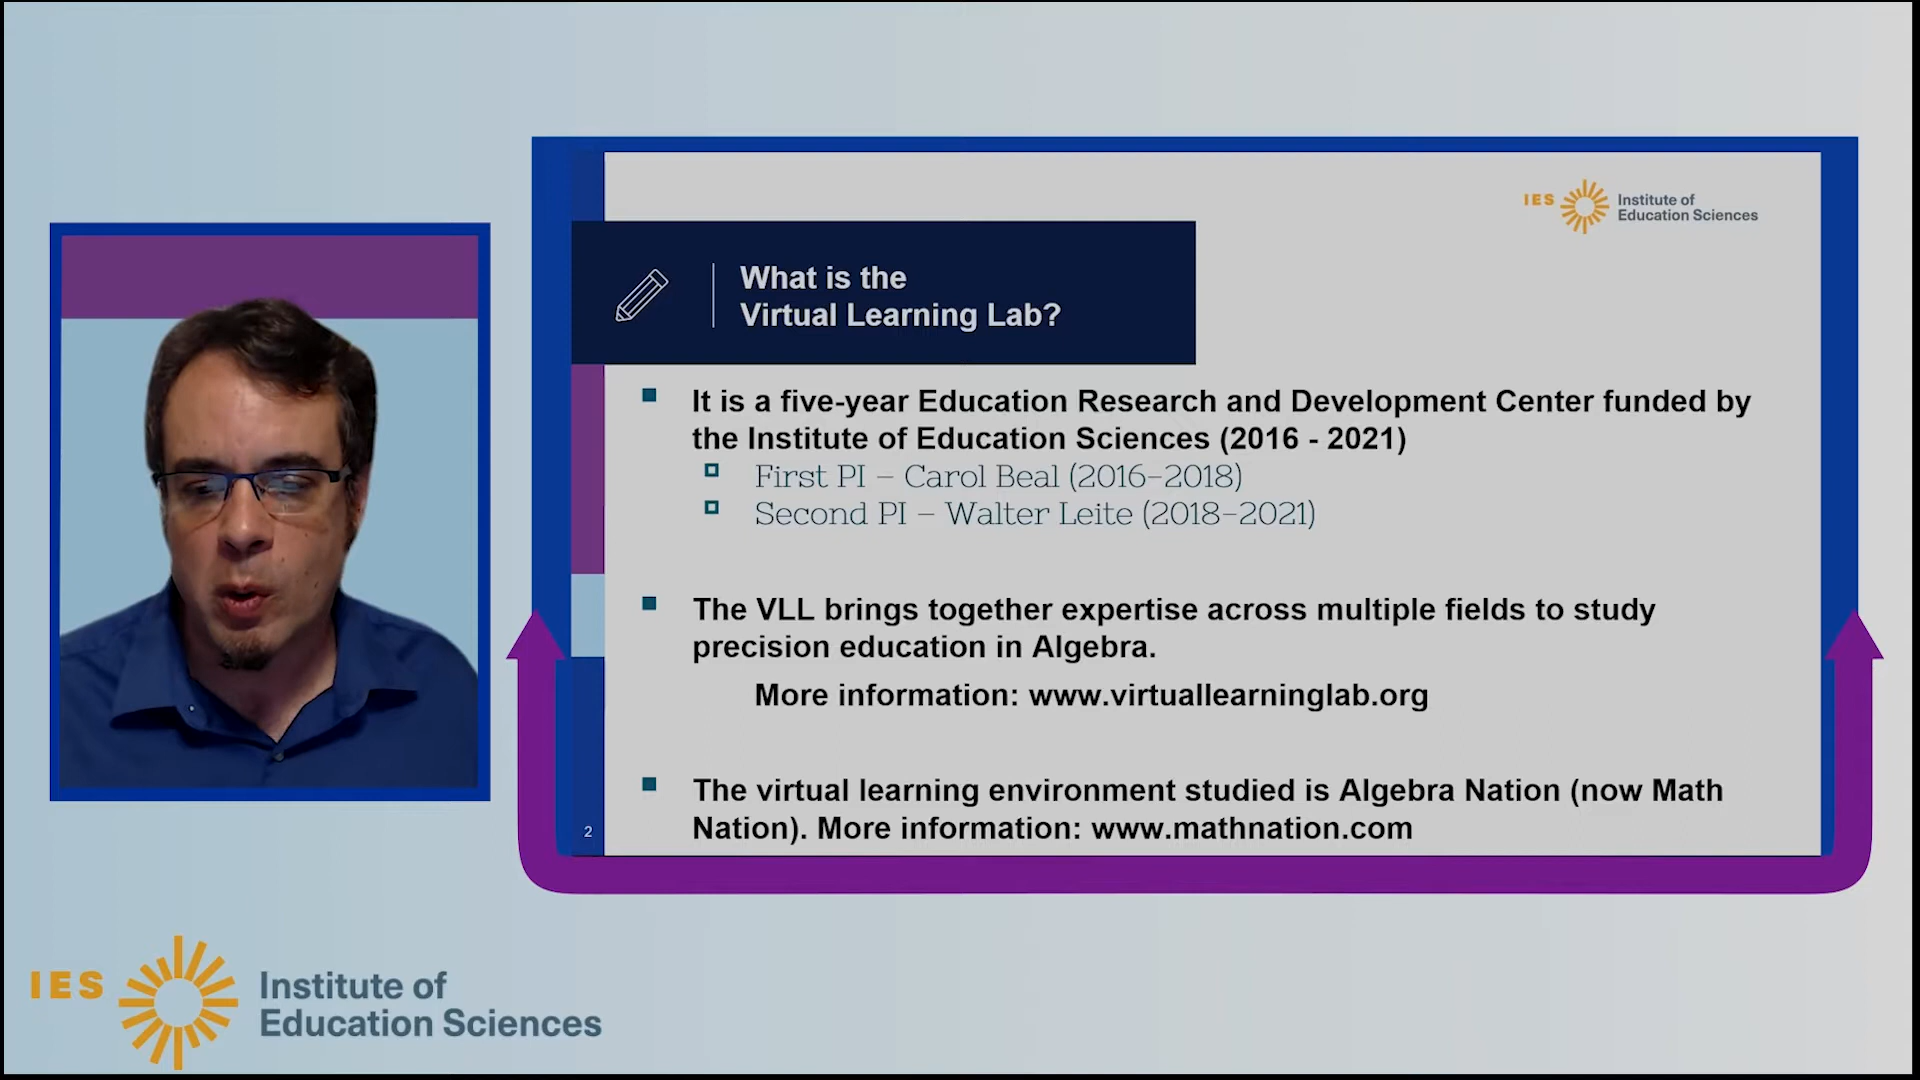 IES Institute of
Education Sciences
What is the
Virtual Learning Lab?
It is a five-year Education Research and Development Center funded by
the Institute of Education Sciences (2016 - 2021)
First PI – Carol Beal (2016–2018)
Second PI – Walter Leite (2018–2021)
The VLL brings together expertise across multiple fields to study
precision education in Algebra.
More information: www.virtuallearninglab.org
The virtual learning environment studied is Algebra Nation (now Math
Nation). More information: www.mathnation.com
2
IES Institute of
Education Sciences